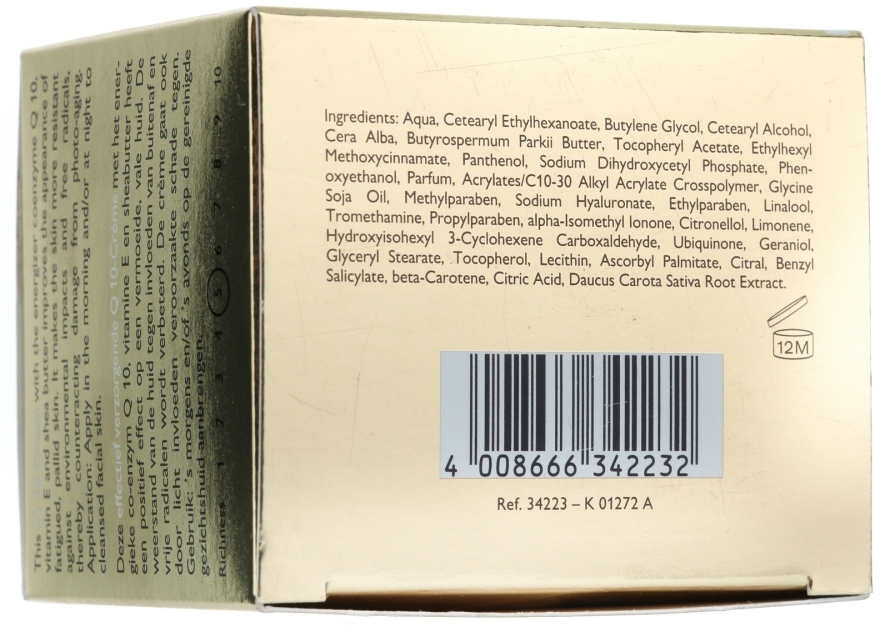 This with the energizer coenzyme Q 10,
vitamin E and shea butter improves the appearance of
fatigued, pallid skin. It makes the skin more resistant
against environmental impacts and free radicals,
thereby counteracting damage from photo-aging.
Application: Apply in the morning and/or at night to
cleansed facial skin.
Deze effectief verzorgende Q 10-Crème met het ener-
gieke co-enzym Q 10, vitamine E en sheabutter heeft
een positief effect op een vermoeide, vale huid. De
weerstand van de huid tegen invloeden van buitenaf en
vrije radicalen wordt verbeterd. De crème gaat ook
door licht invloeden veroorzaakte schade tegen.
Gebruik: 's morgens en/of 's avonds op de gereinigde
gezichtshuid aanbrengen.
Richness 1 2 3 4 5 6 7 8 9 10
Ingredients: Aqua, Cetearyl Ethylhexanoate, Butylene Glycol, Cetearyl Alcohol,
Cera Alba, Butyrospermum Parkii Butter, Tocopheryl Acetate, Ethylhexyl
Methoxycinnamate, Panthenol, Sodium Dihydroxycetyl Phosphate, Phen-
oxyethanol, Parfum, Acrylates/C10-30 Alkyl Acrylate Crosspolymer, Glycine
Soja Oil, Methylparaben, Sodium Hyaluronate, Ethylparaben, Linalool,
Tromethamine, Propylparaben, alpha-Isomethyl Ionone, Citronellol, Limonene,
Hydroxyisohexyl 3-Cyclohexene Carboxaldehyde, Ubiquinone, Geraniol,
Glyceryl Stearate, Tocopherol, Lecithin, Ascorbyl Palmitate, Citral, Benzyl
Salicylate, beta-Carotene, Citric Acid, Daucus Carota Sativa Root Extract.
12M
4 008666 342232
Ref. 34223 – K 01272 A